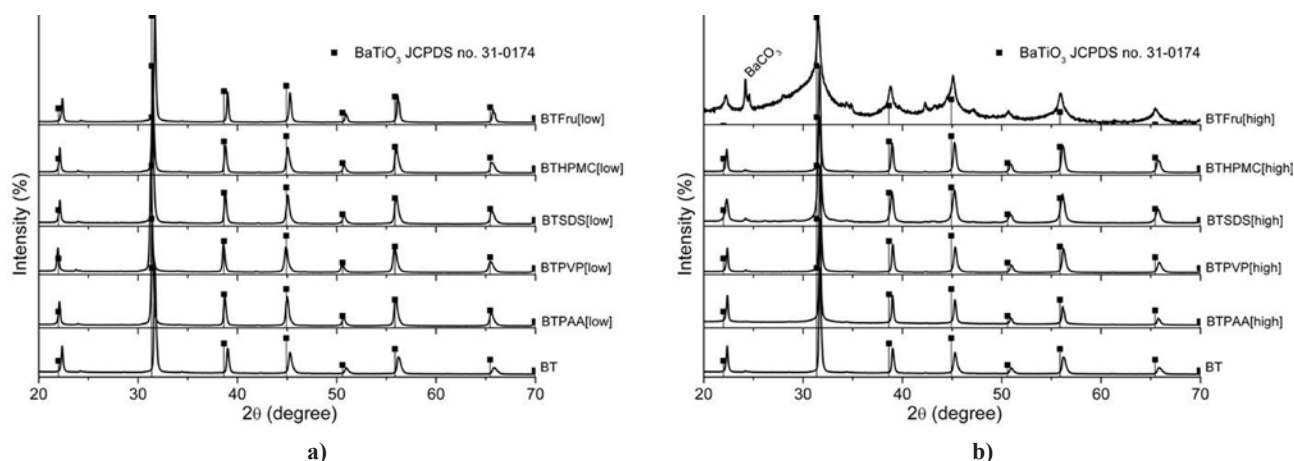 BaTiO3 JCPDS no. 31-0174
BTFru[low]
BTHPMC[low]
BTSDS[low]
BTPVP[low]
BTPAA[low]
BT
Intensity (%)
20 30 40 50 60 70
2θ (degree)
a)
BaCO3
BaTiO3 JCPDS no. 31-0174
BTFru[high]
BTHPMC[high]
BTSDS[high]
BTPVP[high]
BTPAA[high]
BT
Intensity (%)
20 30 40 50 60 70
2θ (degree)
b)